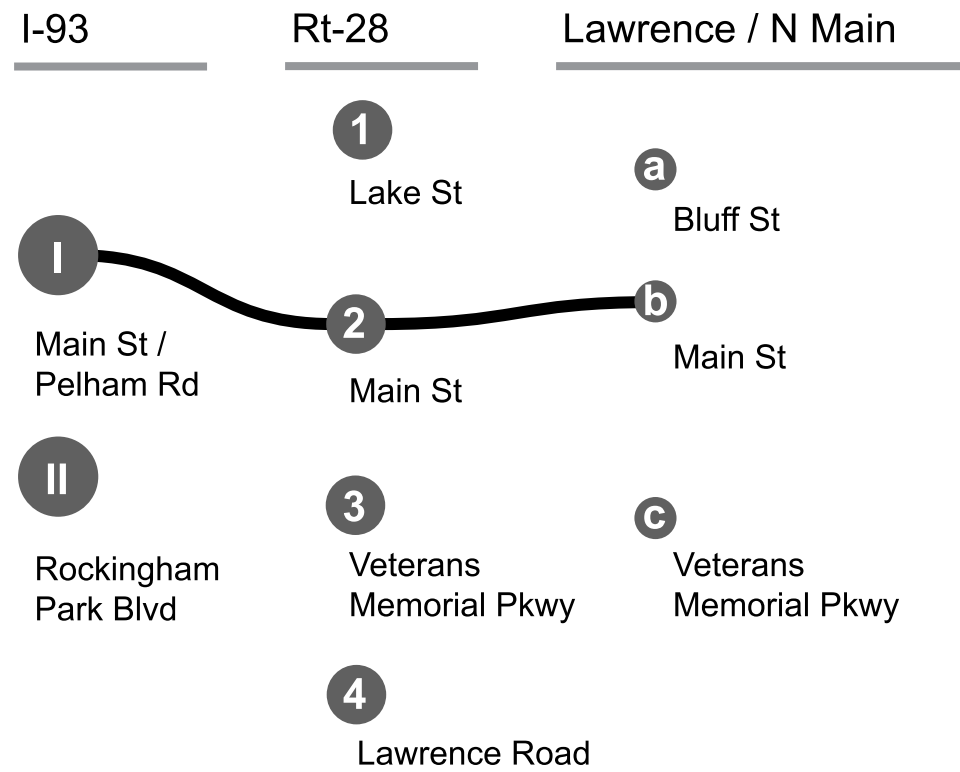 I-93
Rt-28
Lawrence / N Main
1
Lake St
a
Bluff St
I
Main St /
Pelham Rd
2
Main St
b
Main St
II
Rockingham
Park Blvd
3
Veterans
Memorial Pkwy
c
Veterans
Memorial Pkwy
4
Lawrence Road